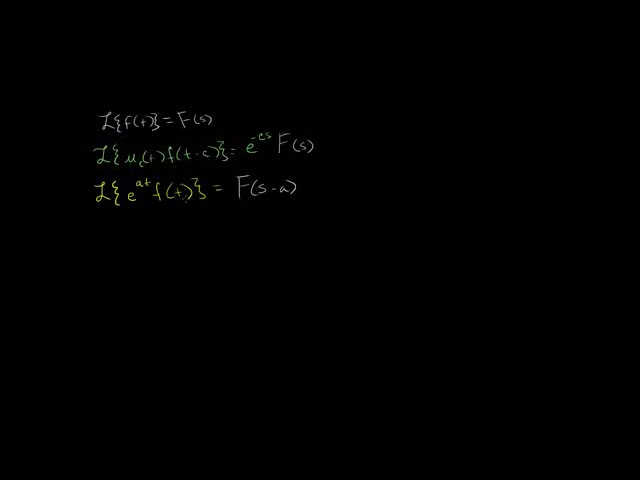 ℒ{f(t)} = F(s)
ℒ{u_c(t)f(t-c)} = e^{-cs} F(s)
ℒ{e^{at} f(t)} = F(s-a)